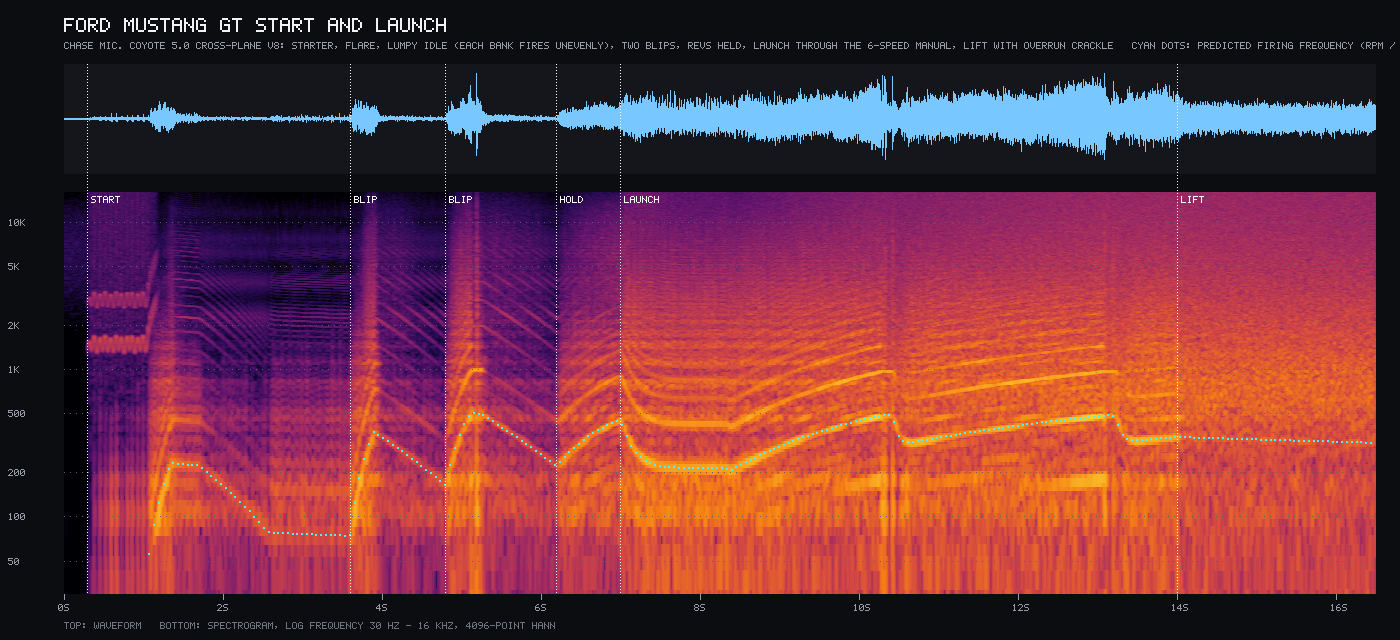 FORD MUSTANG GT START AND LAUNCH
CHASE MIC. COYOTE 5.0 CROSS-PLANE V8: STARTER, FLARE, LUMPY IDLE (EACH BANK FIRES UNEVENLY), TWO BLIPS, REVS HELD, LAUNCH THROUGH THE 6-SPEED MANUAL, LIFT WITH OVERRUN CRACKLE CYAN DOTS: PREDICTED FIRING FREQUENCY (RPM /
START BLIP BLIP HOLD LAUNCH LIFT
10K
5K
2K
1K
500
200
100
50
0S 2S 4S 6S 8S 10S 12S 14S 16S
TOP: WAVEFORM BOTTOM: SPECTROGRAM, LOG FREQUENCY 30 HZ - 16 KHZ, 4096-POINT HANN